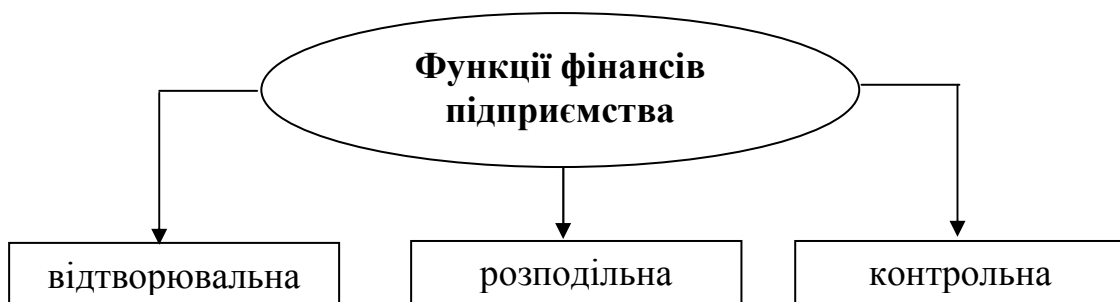 Функції фінансів
підприємства
відтворювальна
розподільна
контрольна